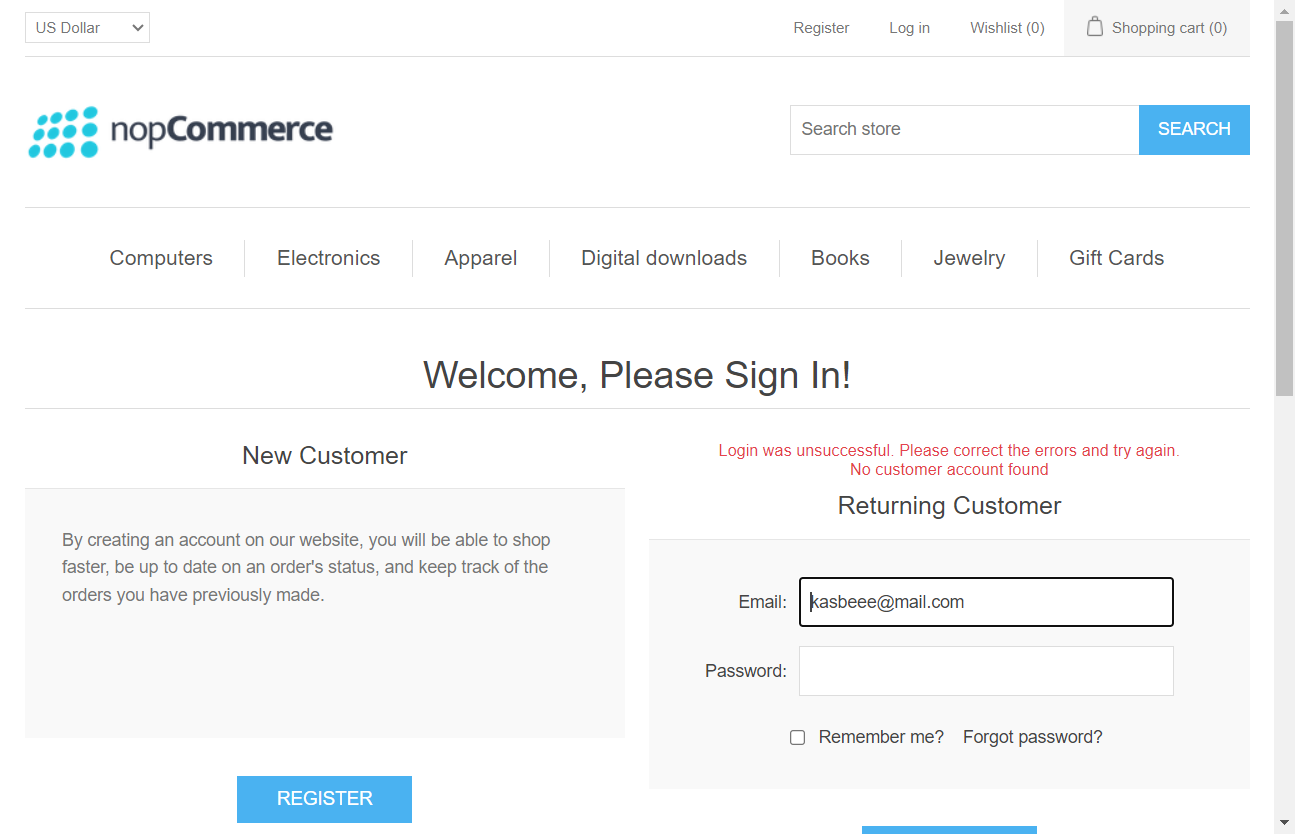 US Dollar
Register
Log in
Wishlist (0)
Shopping cart (0)
nopCommerce
Search store
SEARCH
Computers
Electronics
Apparel
Digital downloads
Books
Jewelry
Gift Cards
Welcome, Please Sign In!
New Customer
By creating an account on our website, you will be able to shop
faster, be up to date on an order's status, and keep track of the
orders you have previously made.
REGISTER
Login was unsuccessful. Please correct the errors and try again.
No customer account found
Returning Customer
Email:
kasbeee@mail.com
Password:
Remember me?
Forgot password?